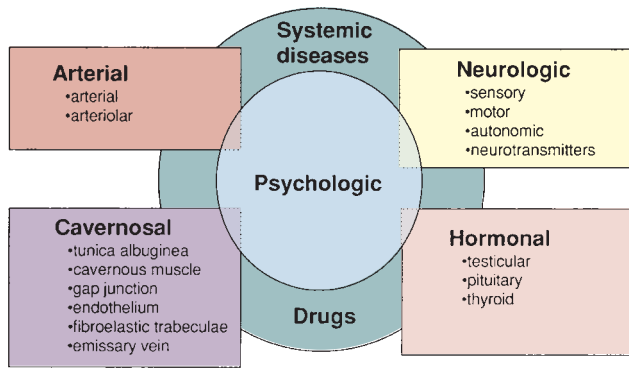 Systemic
diseases
Arterial
•arterial
•arteriolar
Neurologic
•sensory
•motor
•autonomic
•neurotransmitters
Psychologic
Cavernosal
•tunica albuginea
•cavernous muscle
•gap junction
•endothelium
•fibroelastic trabeculae
•emissary vein
Hormonal
•testicular
•pituitary
•thyroid
Drugs